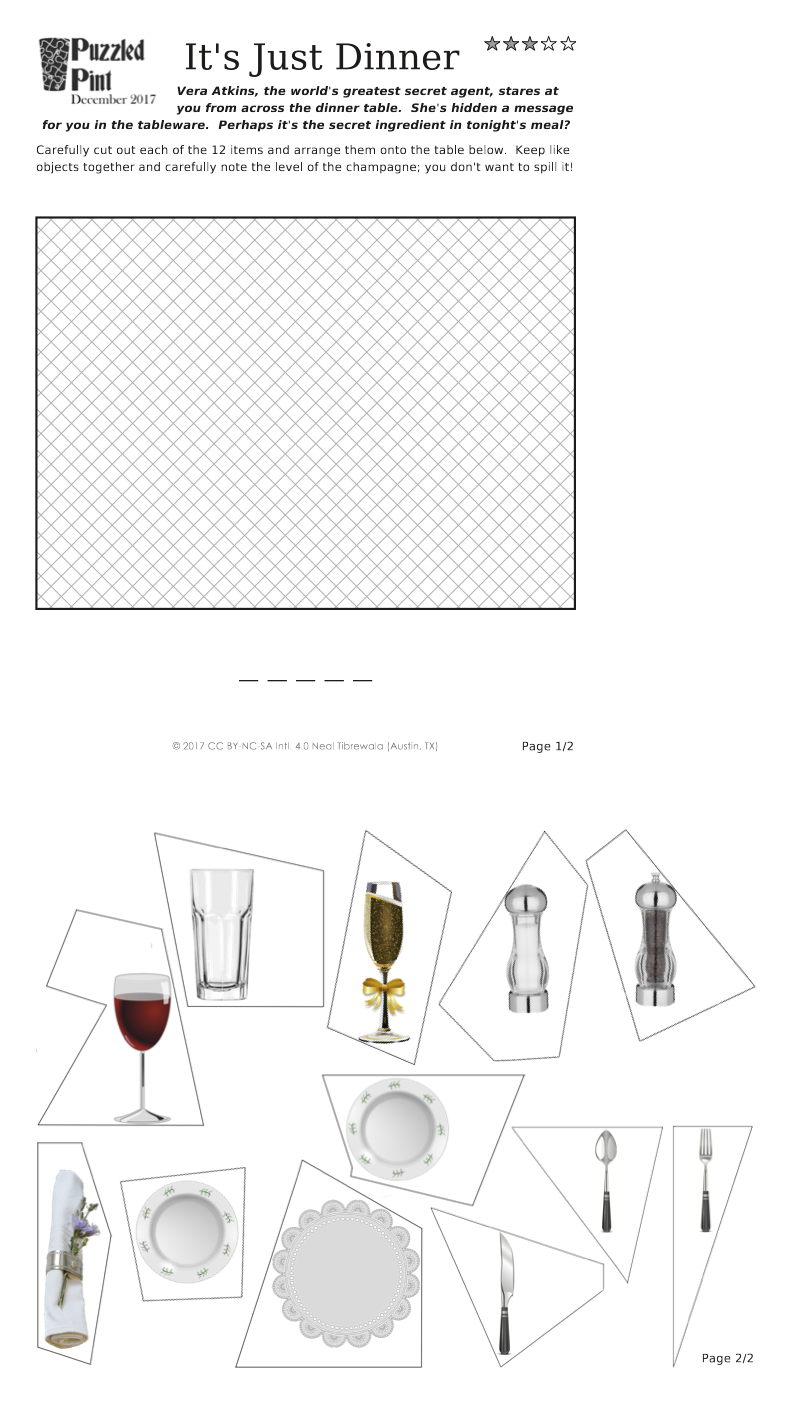 Puzzled
Pint
December 2017
It's Just Dinner
Vera Atkins, the world's greatest secret agent, stares at
you from across the dinner table.  She's hidden a message
for you in the tableware.  Perhaps it's the secret ingredient in tonight's meal?
Carefully cut out each of the 12 items and arrange them onto the table below.  Keep like
objects together and carefully note the level of the champagne; you don't want to spill it!
© 2017 CC BY-NC-SA Intl. 4.0 Neal Tibrewala (Austin, TX)
Page 1/2
Page 2/2